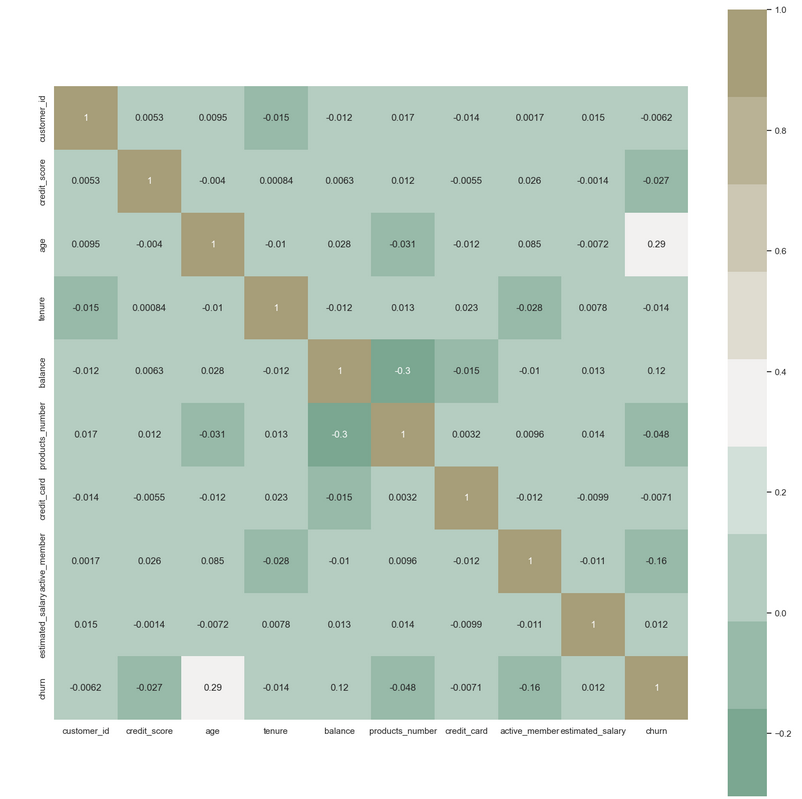 1.0
customer_id 1 0.0053 0.0095 -0.015 -0.012 0.017 -0.014 0.0017 0.015 -0.0062
0.8
credit_score 0.0053 1 -0.004 0.00084 0.0063 0.012 -0.0055 0.026 -0.0014 -0.027
age 0.0095 -0.004 1 -0.01 0.028 -0.031 -0.012 0.085 -0.0072 0.29
0.6
tenure -0.015 0.00084 -0.01 1 -0.012 0.013 0.023 -0.028 0.0078 -0.014
balance -0.012 0.0063 0.028 -0.012 1 -0.3 -0.015 -0.01 0.013 0.12
0.4
products_number 0.017 0.012 -0.031 0.013 -0.3 1 0.0032 0.0096 0.014 -0.048
credit_card -0.014 -0.0055 -0.012 0.023 -0.015 0.0032 1 -0.012 -0.0099 -0.0071
0.2
active_member 0.0017 0.026 0.085 -0.028 -0.01 0.0096 -0.012 1 -0.011 -0.16
0.0
estimated_salary 0.015 -0.0014 -0.0072 0.0078 0.013 0.014 -0.0099 -0.011 1 0.012
churn -0.0062 -0.027 0.29 -0.014 0.12 -0.048 -0.0071 -0.16 0.012 1
-0.2
customer_id credit_score age tenure balance products_number credit_card active_member estimated_salary churn